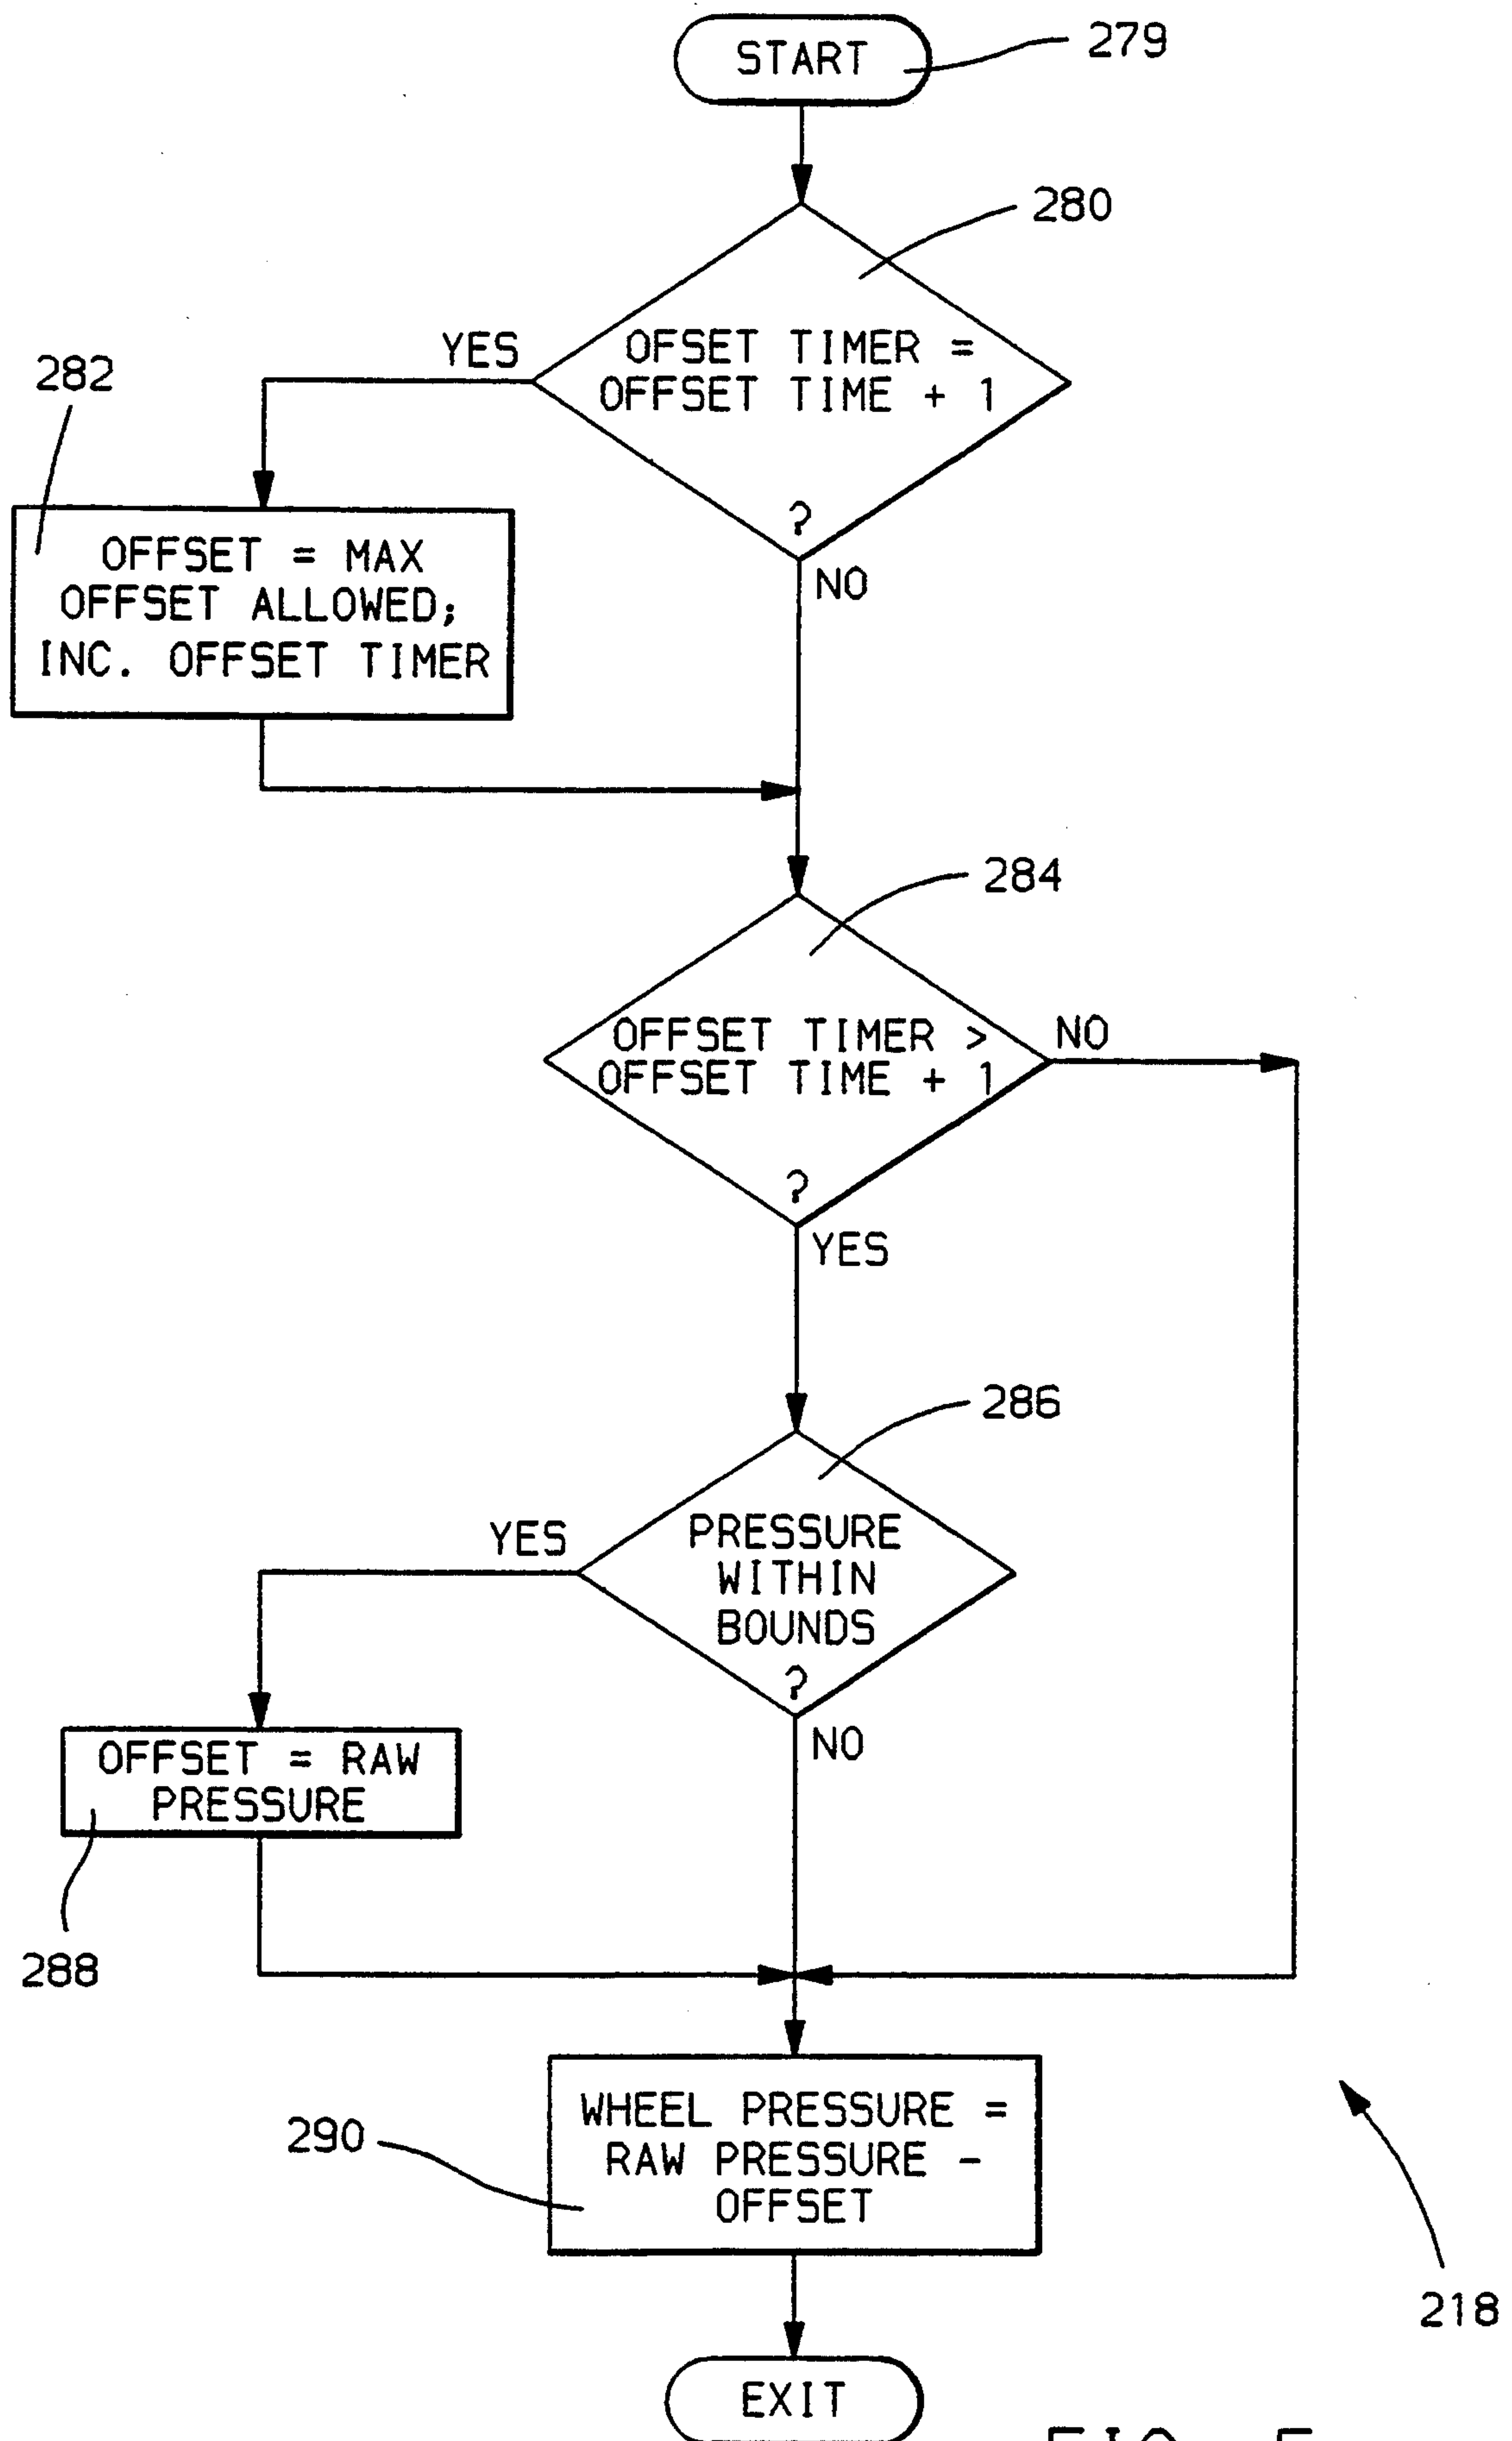 START
279
280
YES
OFSET TIMER =
OFFSET TIME + 1
282
?
NO
OFFSET = MAX
OFFSET ALLOWED;
INC. OFFSET TIMER
284
OFFSET TIMER >
OFFSET TIME + 1
NO
?
YES
286
YES
PRESSURE
WITHIN
BOUNDS
?
NO
OFFSET = RAW
PRESSURE
288
WHEEL PRESSURE =
RAW PRESSURE -
OFFSET
290
218
EXIT